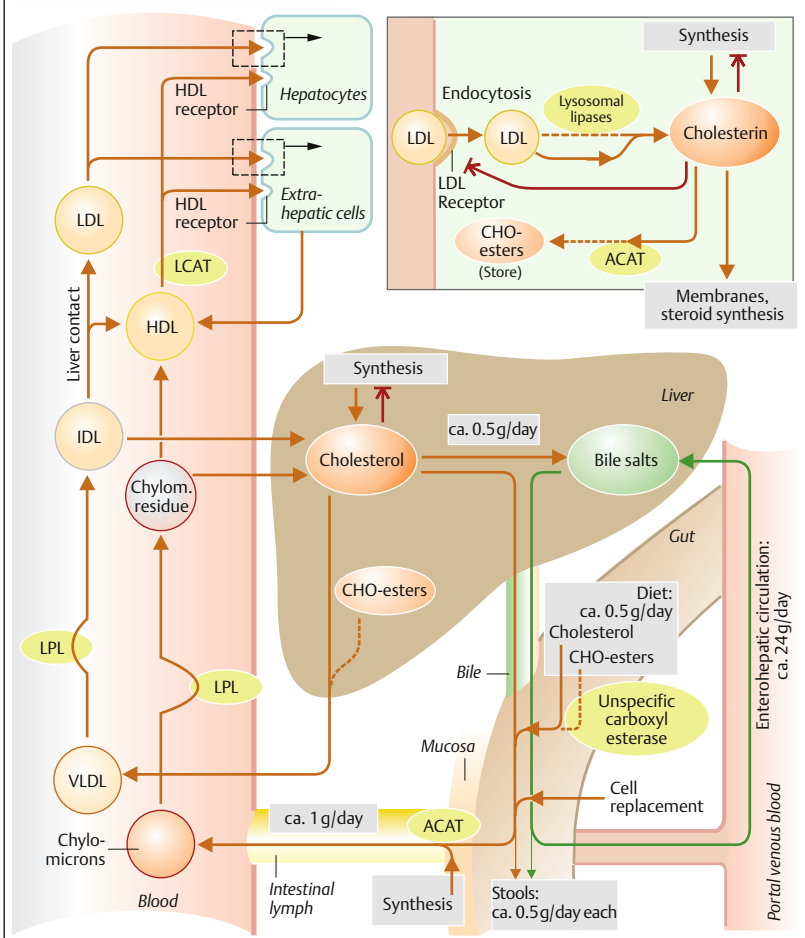 HDL
receptor
Hepatocytes
HDL
receptor
Extra-
hepatic cells
LDL
LCAT
Liver contact
HDL
IDL
Chylom.
residue
LPL
LPL
VLDL
Chylo-
microns
Blood
Synthesis
Endocytosis
Lysosomal
lipases
LDL
LDL
Cholesterin
LDL
Receptor
CHO-
esters
(Store)
ACAT
Membranes,
steroid synthesis
Synthesis
Liver
ca. 0.5 g/day
Cholesterol
Bile salts
Gut
CHO-esters
Diet:
ca. 0.5 g/day
Cholesterol
CHO-esters
Bile
Unspecific
carboxyl
esterase
Mucosa
Cell
replacement
ca. 1 g/day
ACAT
Intestinal
lymph
Synthesis
Stools:
ca. 0.5 g/day each
Enterohepatic circulation:
ca. 24 g/day
Portal venous blood